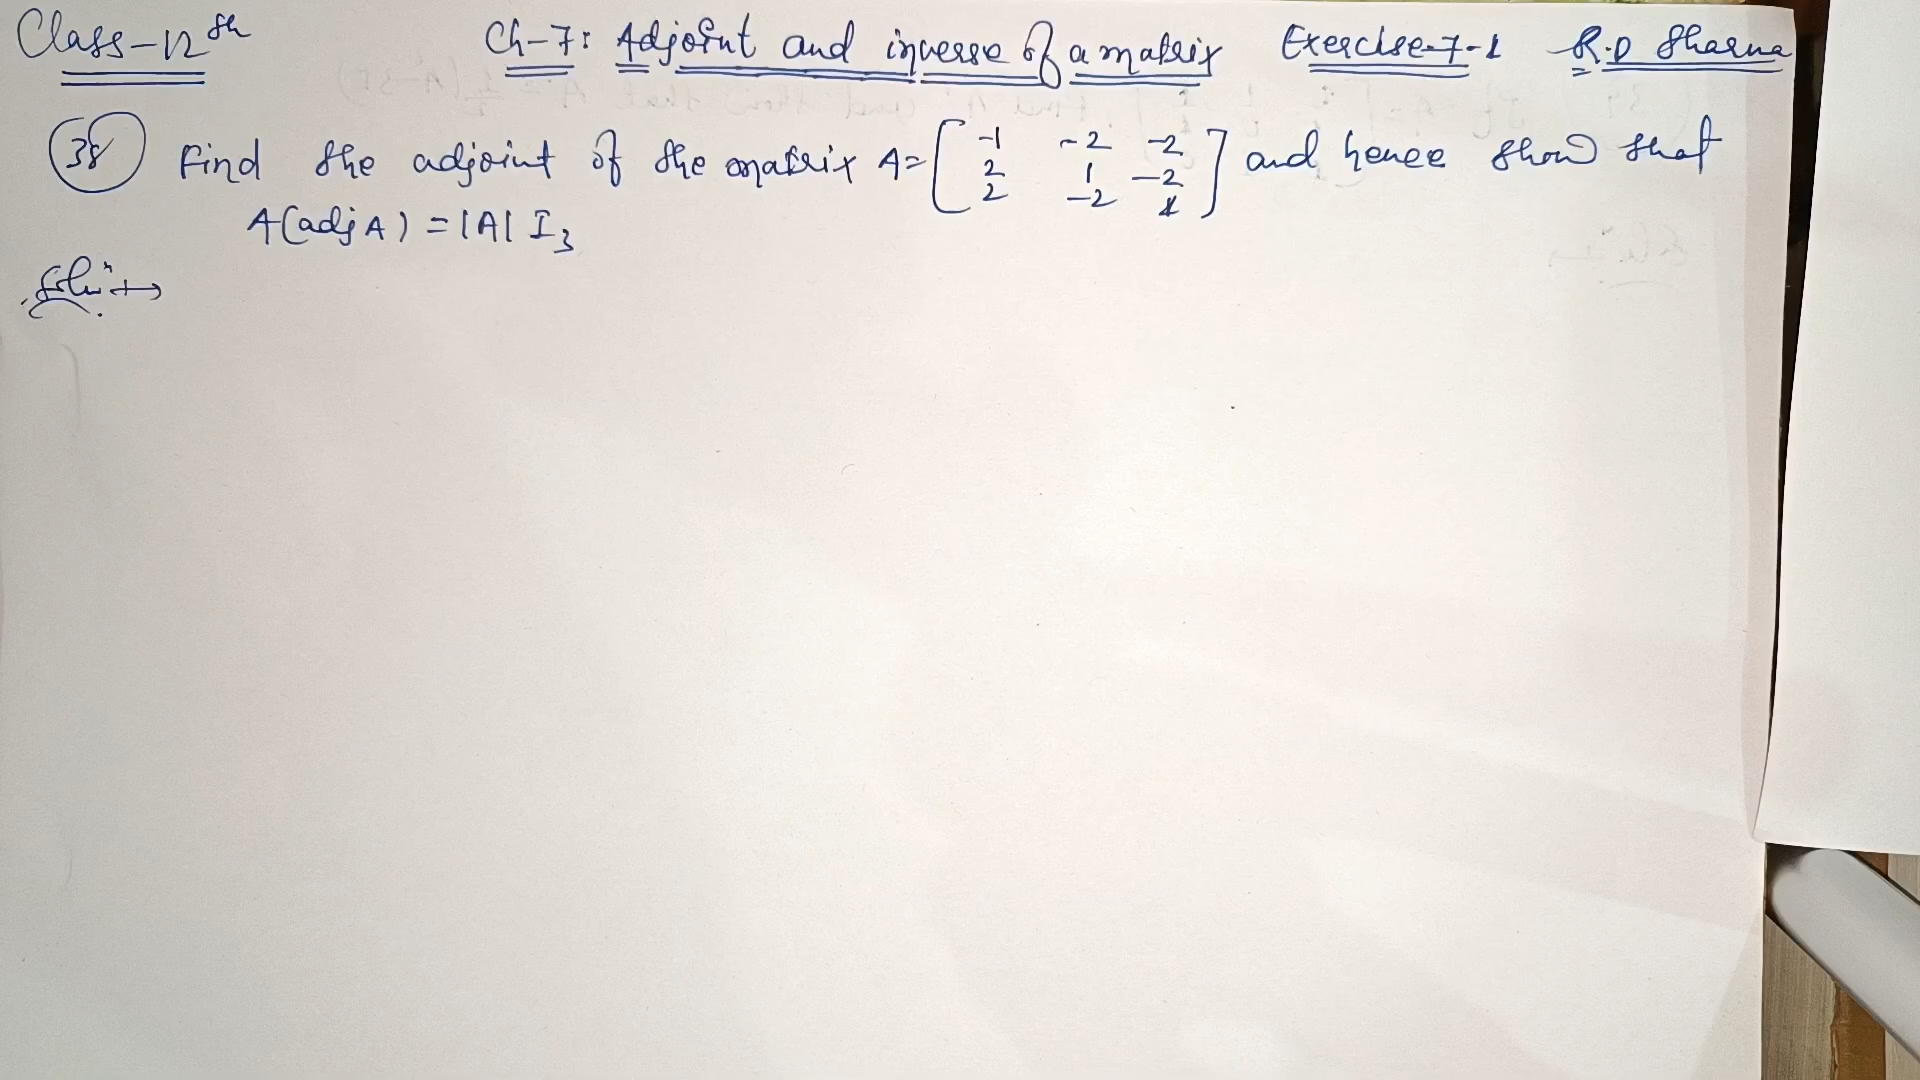 Class-12th Ch-7: Adjoint and inverse of a matrix Exercise-7-1 R.D Sharma
38 Find the adjoint of the matrix A=[-1 -2 -2
2 1 -2
2 -2 1] and hence show that
A(adj A) = |A| I3
Soluⁿ:→